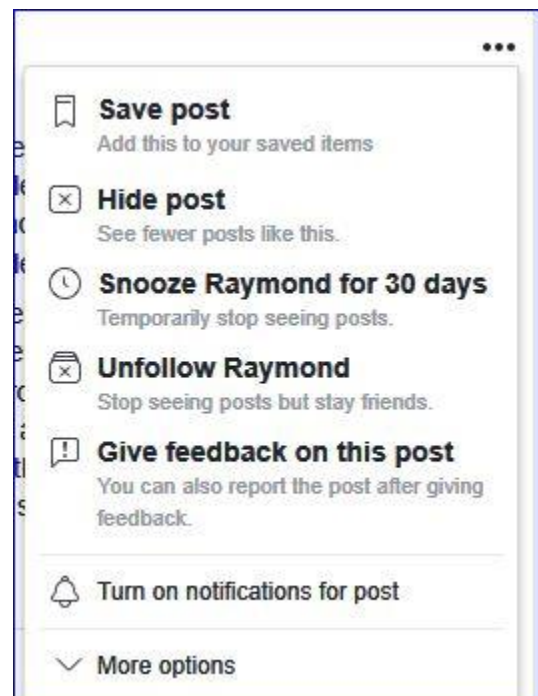 Save post
Add this to your saved items
Hide post
See fewer posts like this.
Snooze Raymond for 30 days
Temporarily stop seeing posts.
Unfollow Raymond
Stop seeing posts but stay friends.
Give feedback on this post
You can also report the post after giving
feedback.
Turn on notifications for post
More options